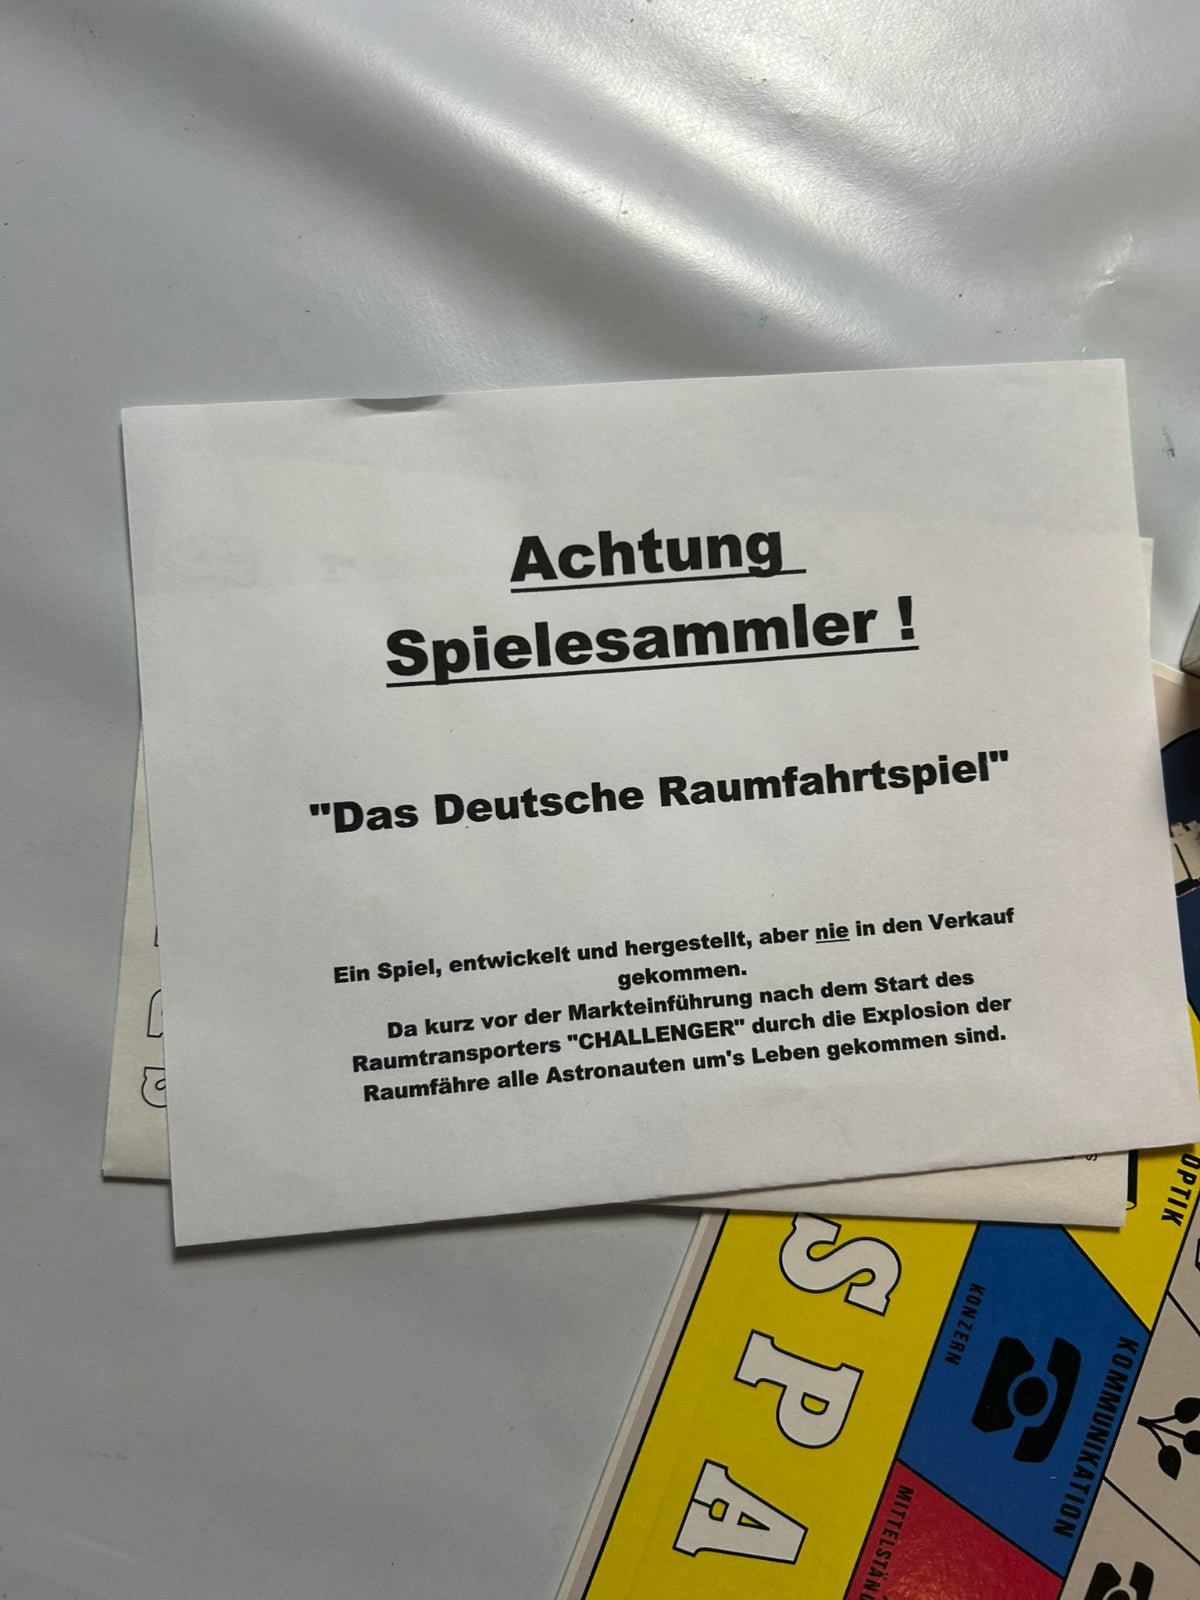 Achtung
Spielesammler !
"Das Deutsche Raumfahrtspiel"
Ein Spiel, entwickelt und hergestellt, aber nie in den Verkauf
gekommen.
Da kurz vor der Markteinführung nach dem Start des
Raumtransporters "CHALLENGER" durch die Explosion der
Raumfähre alle Astronauten um's Leben gekommen sind.
OPTIK
SPA
KONZERN
KOMMUNIKATION
MITTELSTÄND